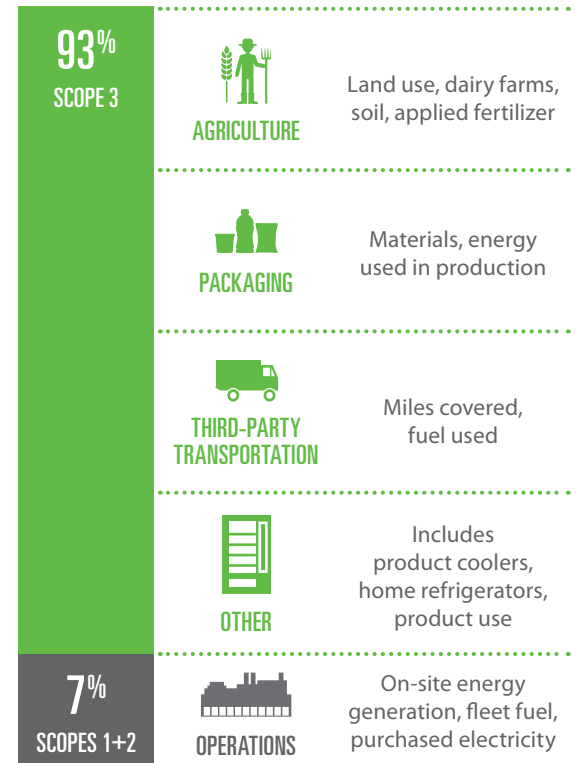 93%
SCOPE 3
AGRICULTURE
Land use, dairy farms,
soil, applied fertilizer
PACKAGING
Materials, energy
used in production
THIRD-PARTY
TRANSPORTATION
Miles covered,
fuel used
OTHER
Includes
product coolers,
home refrigerators,
product use
7%
SCOPES 1+2
OPERATIONS
On-site energy
generation, fleet fuel,
purchased electricity